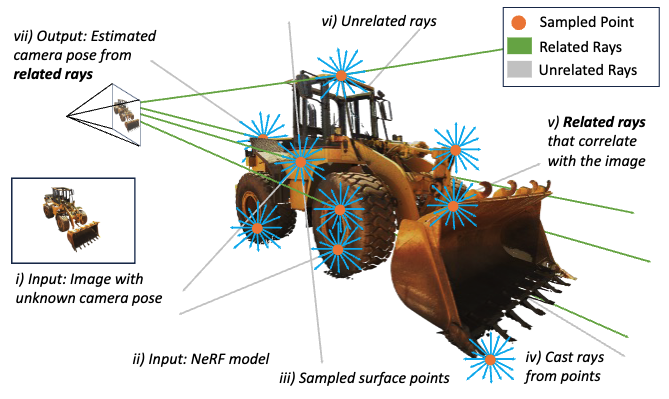 vii) Output: Estimated
camera pose from
related rays
vi) Unrelated rays
Sampled Point
Related Rays
Unrelated Rays
v) Related rays
that correlate
with the image
i) Input: Image with
unknown camera pose
ii) Input: NeRF model
iii) Sampled surface points
iv) Cast rays
from points